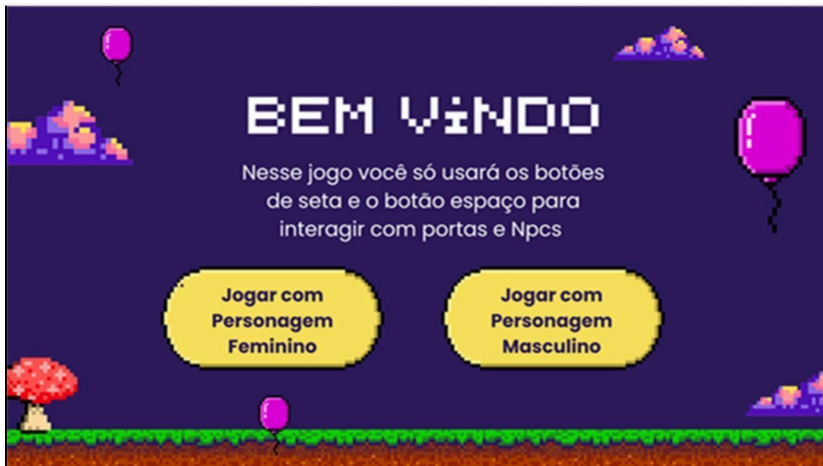 BEM ViNDO
Nesse jogo você só usará os botões
de seta e o botão espaço para
interagir com portas e Npcs
Jogar com
Personagem
Feminino
Jogar com
Personagem
Masculino